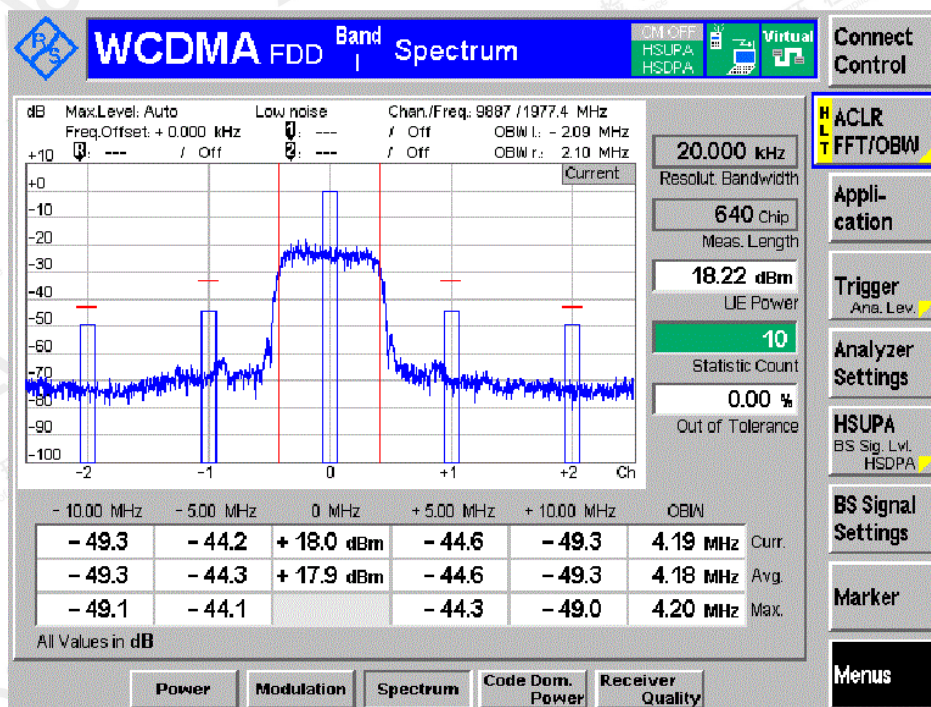 R S
WCDMA FDD Band I Spectrum
CM OFF
HSUPA
HSDPA
Virtual
Connect Control
dB Max.Level: Auto Low noise Chan./Freq.: 9887 / 1977.4 MHz
Freq.Offset: + 0.000 kHz 1: --- / Off OBW l.: - 2.09 MHz
+10 R: --- / Off 2: --- / Off OBW r.: 2.10 MHz
Current
+0
-10
-20
-30
-40
-50
-60
-70
-80
-90
-100
-2 -1 0 +1 +2 Ch
20.000 kHz
Resolut. Bandwidth
640 Chip
Meas. Length
18.22 dBm
UE Power
10
Statistic Count
0.00 %
Out of Tolerance
- 10.00 MHz - 5.00 MHz 0 MHz + 5.00 MHz + 10.00 MHz OBW
- 49.3 - 44.2 + 18.0 dBm - 44.6 - 49.3 4.19 MHz Curr.
- 49.3 - 44.3 + 17.9 dBm - 44.6 - 49.3 4.18 MHz Avg.
- 49.1 - 44.1 - 44.3 - 49.0 4.20 MHz Max.
All Values in dB
H L T
ACLR
FFT/OBW
Appli-
cation
Trigger
Ana. Lev.
Analyzer
Settings
HSUPA
BS Sig. Lvl.
HSDPA
BS Signal
Settings
Marker
Menus
Power Modulation Spectrum Code Dom. Power Receiver Quality